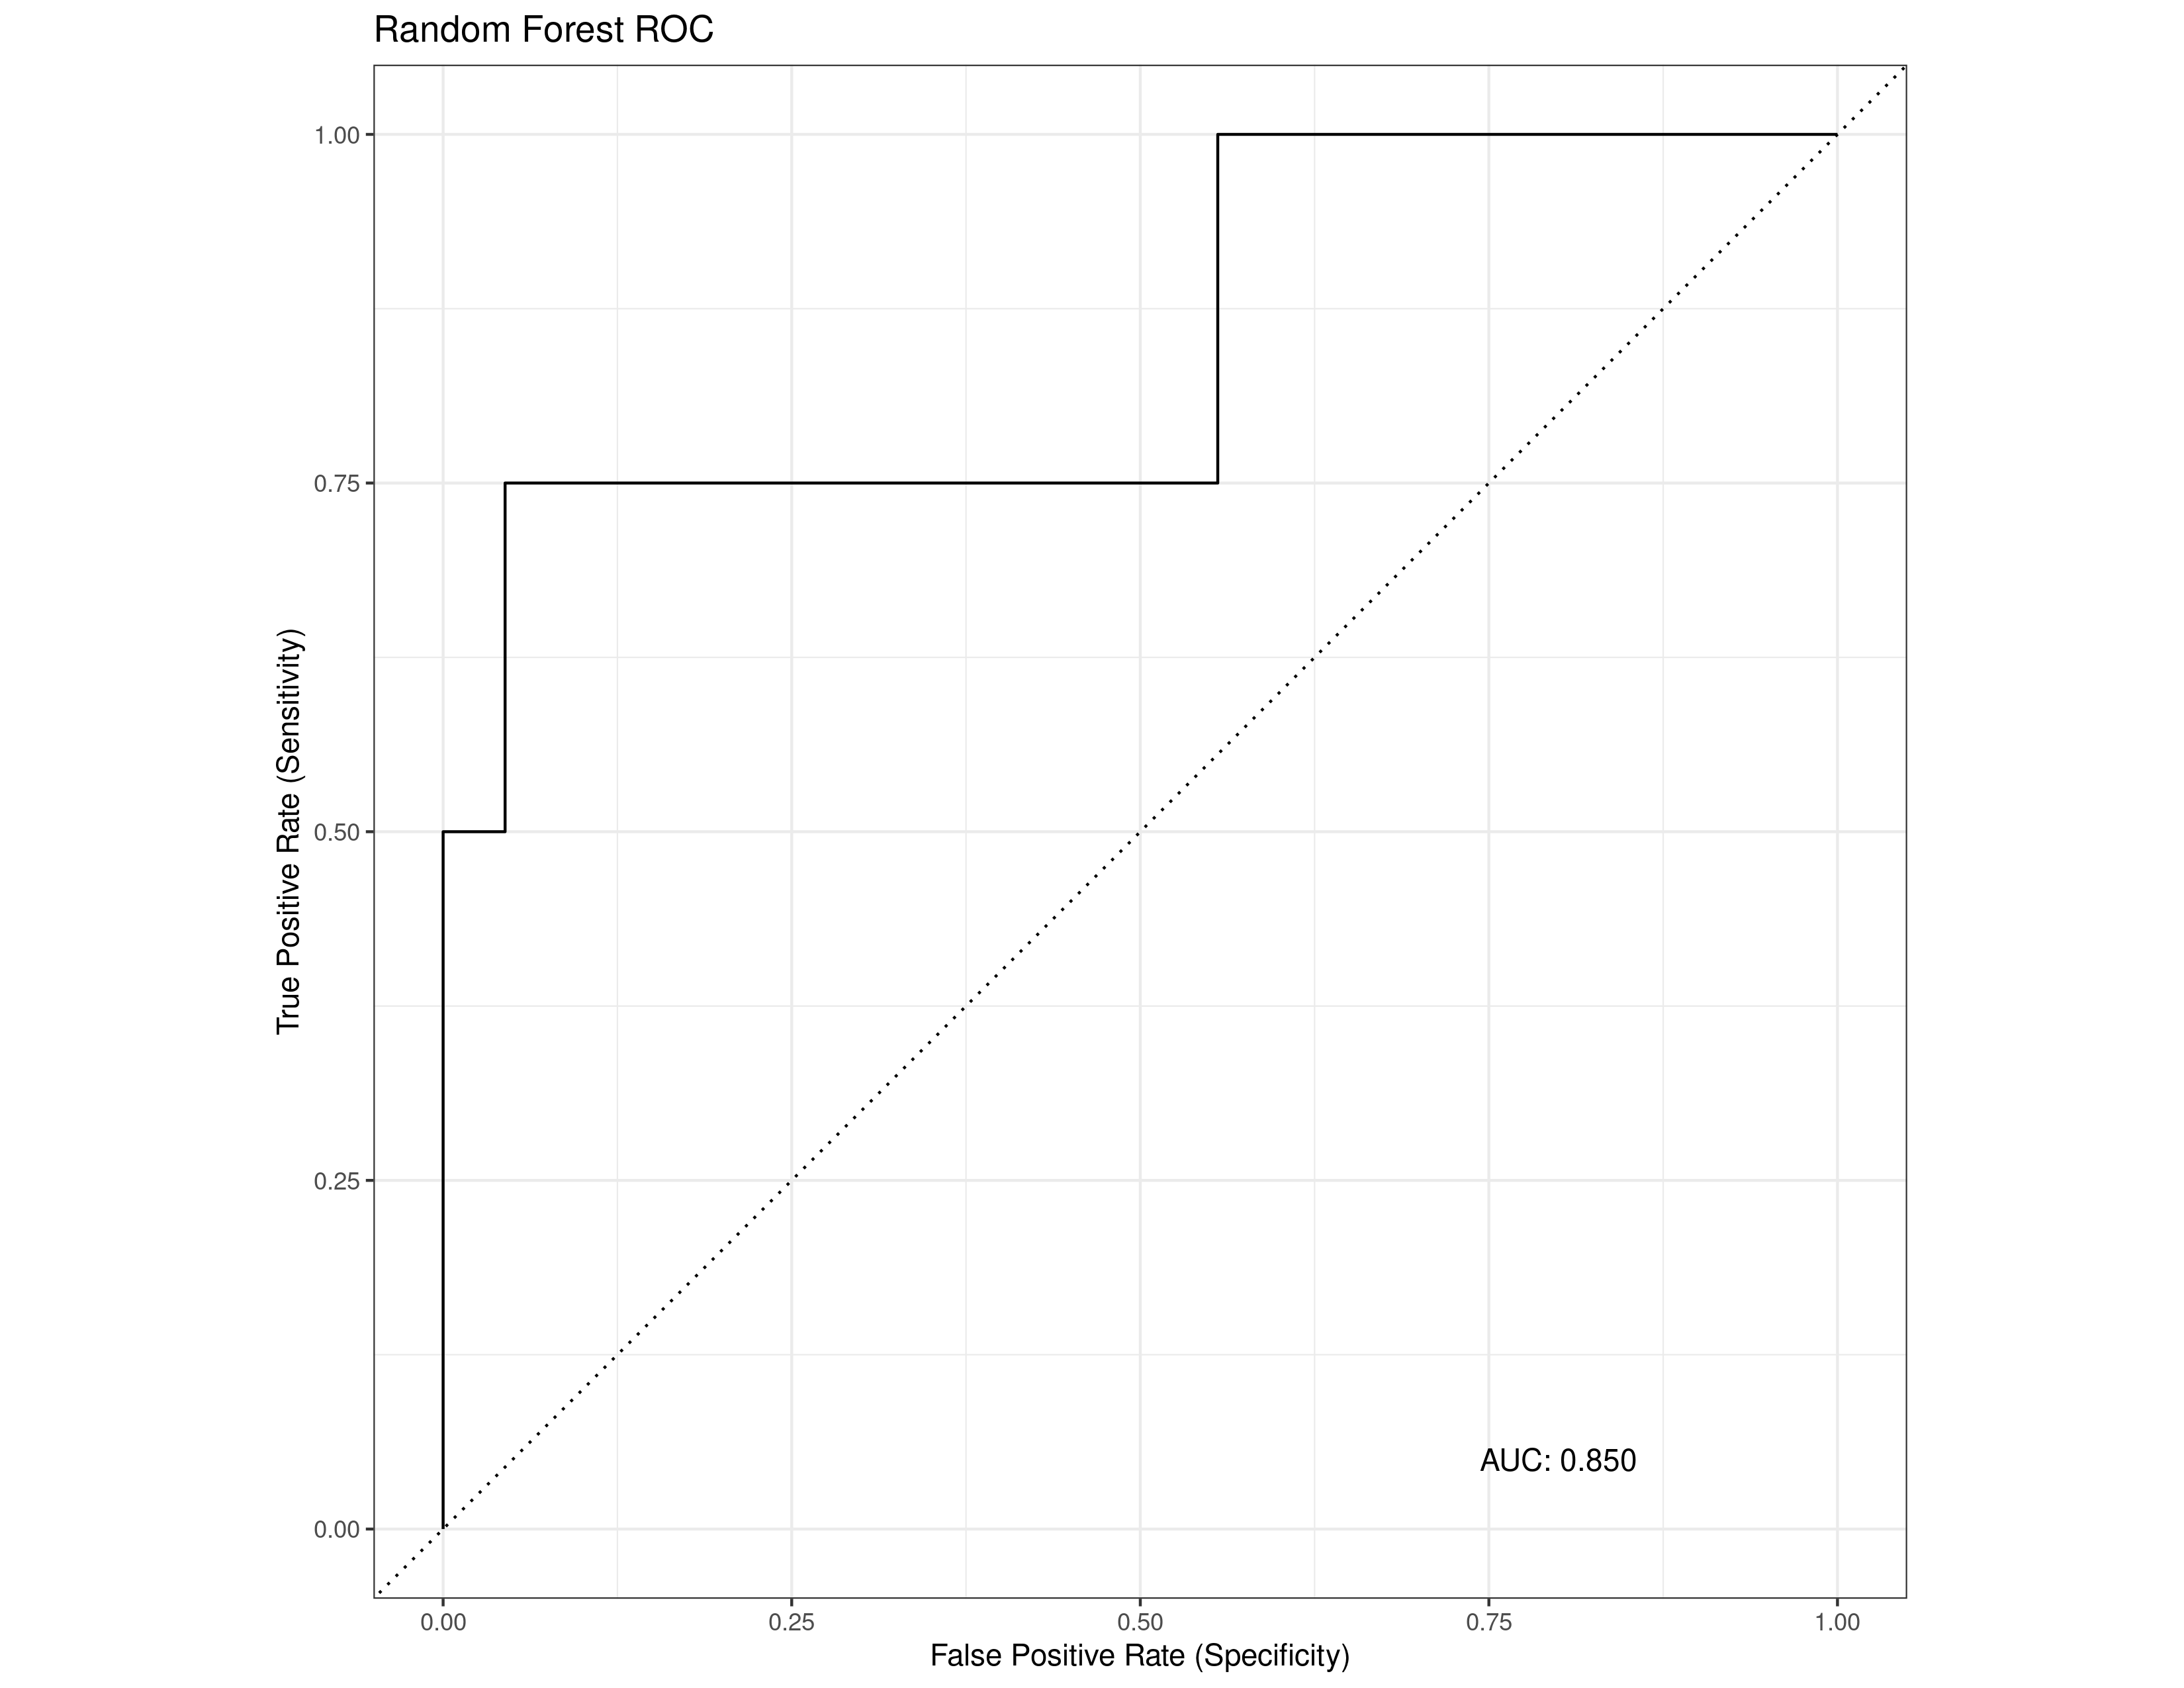 Random Forest ROC
1.00
0.75
0.50
0.25
0.00
True Positive Rate (Sensitivity)
AUC: 0.850
0.00 0.25 0.50 0.75 1.00
False Positive Rate (Specificity)